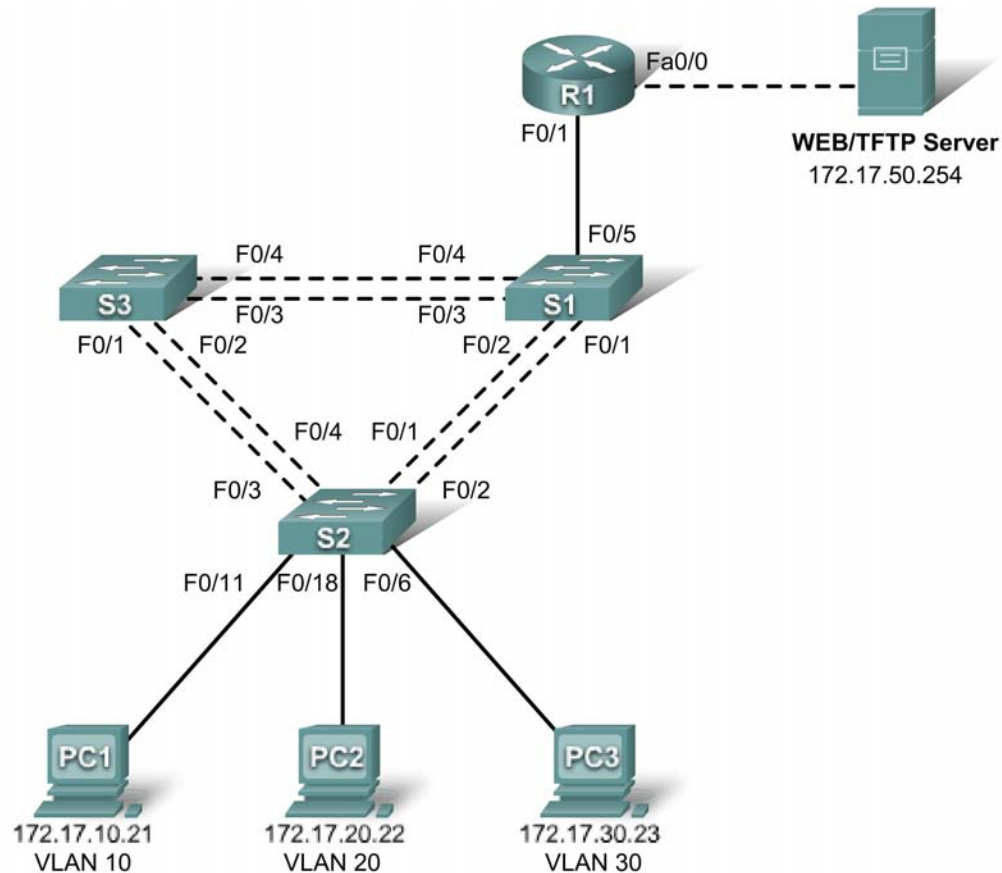 Fa0/0
R1
F0/1
WEB/TFTP Server
172.17.50.254
F0/5
F0/4
F0/4
S3
S1
F0/3
F0/3
F0/1
F0/2
F0/2
F0/1
F0/4
F0/1
F0/3
F0/2
S2
F0/11
F0/18
F0/6
PC1
PC2
PC3
172.17.10.21
172.17.20.22
172.17.30.23
VLAN 10
VLAN 20
VLAN 30